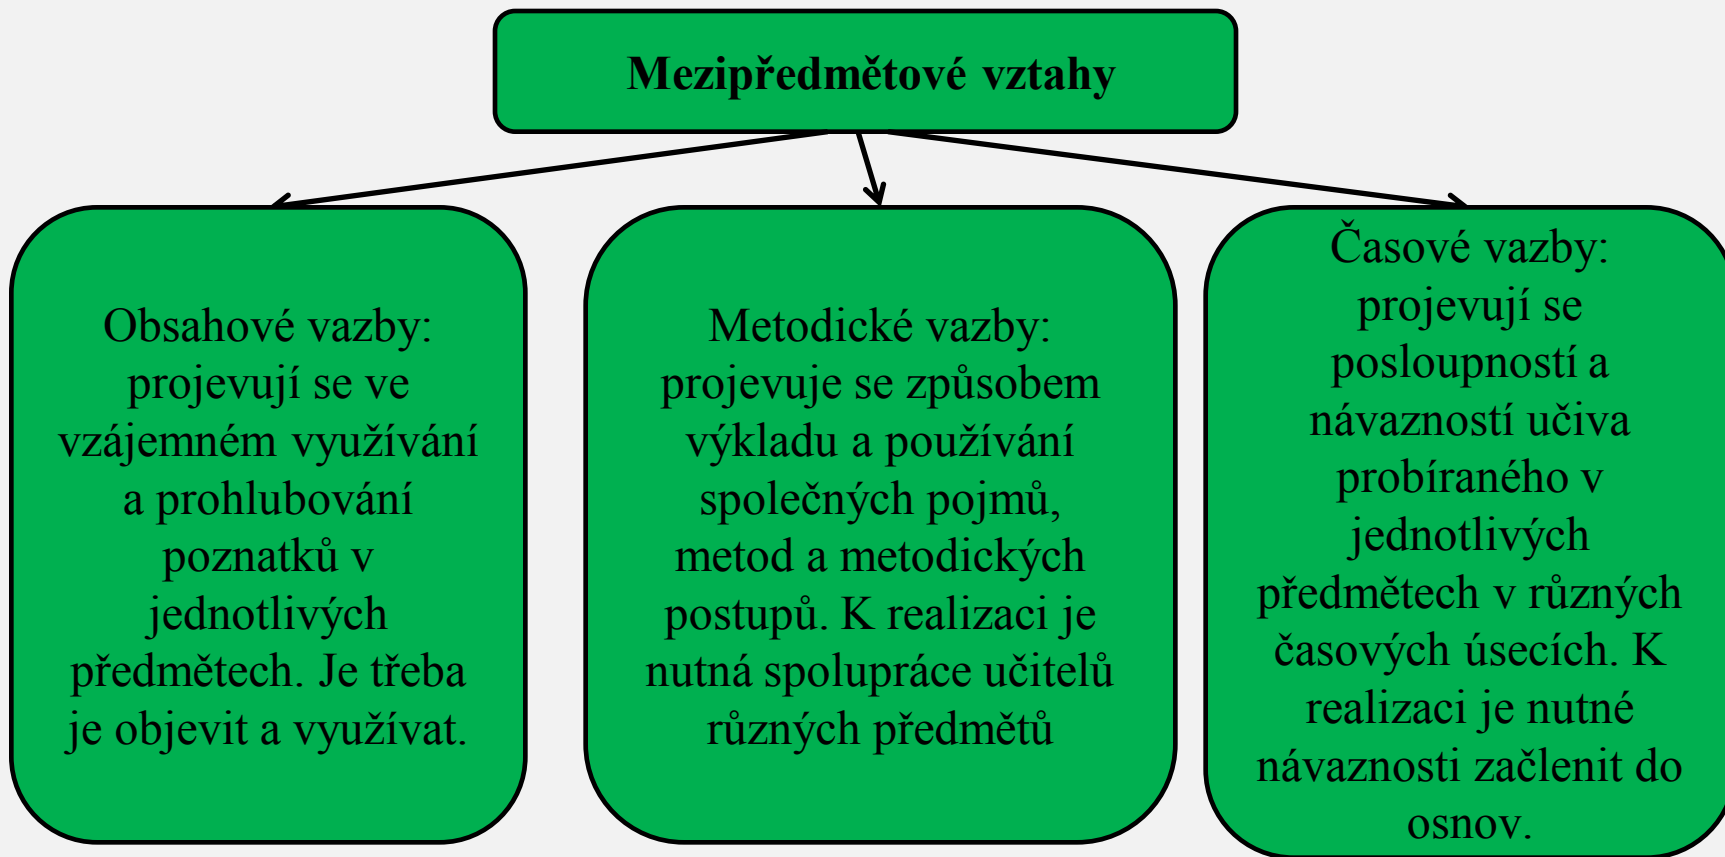 Mezipředmětové vztahy
Obsahové vazby:
projevují se ve
vzájemném využívání
a prohlubování
poznatků v
jednotlivých
předmětech. Je třeba
je objevit a využívat.
Metodické vazby:
projevuje se způsobem
výkladu a používání
společných pojmů,
metod a metodických
postupů. K realizaci je
nutná spolupráce učitelů
různých předmětů
Časové vazby:
projevují se
posloupností a
návazností učiva
probíraného v
jednotlivých
předmětech v různých
časových úsecích. K
realizaci je nutné
návaznosti začlenit do
osnov.